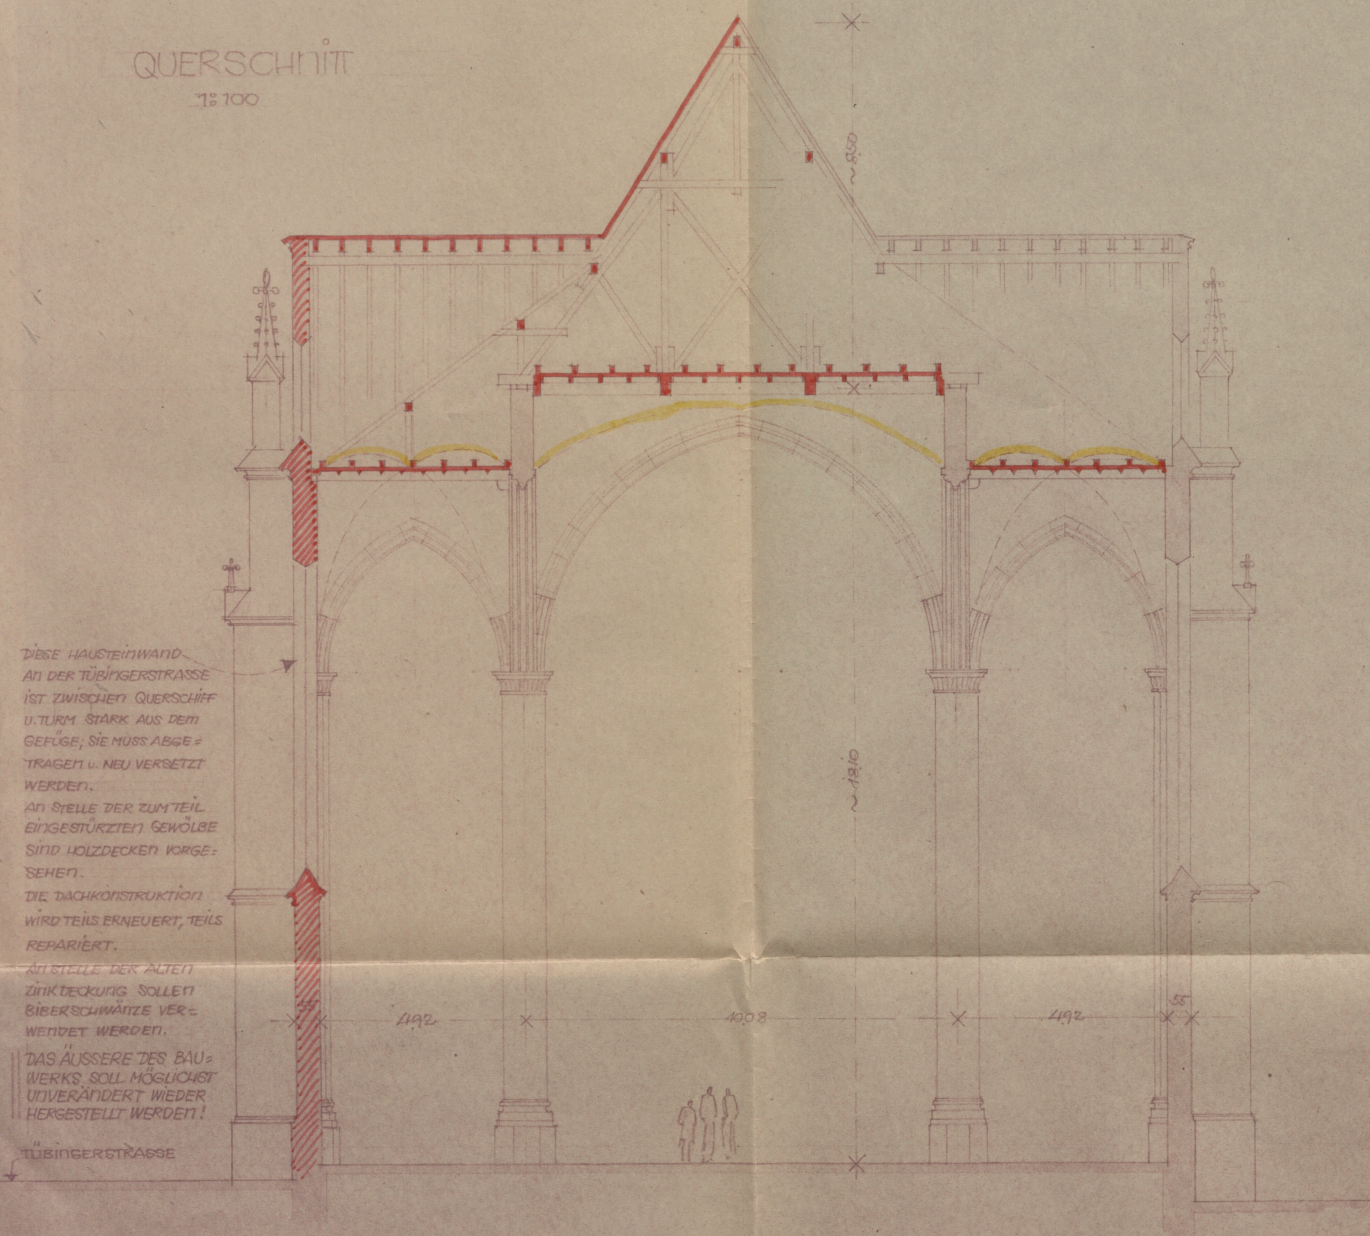 QUERSCHNITT
1:100
~ 8,50
DIESE HAUSTEINWAND
AN DER TÜBINGERSTRASSE
IST ZWISCHEN QUERSCHIFF
U. TURM STARK AUS DEM
GEFÜGE; SIE MUSS ABGE=
TRAGEN U. NEU VERSETZT
WERDEN.
AN STELLE DER ZUM TEIL
EINGESTÜRZTEN GEWÖLBE
SIND HOLZDECKEN VORGE=
SEHEN.
DIE DACHKONSTRUKTION
WIRD TEILS ERNEUERT, TEILS
REPARIERT.
AN STELLE DER ALTEN
ZINKDECKUNG SOLLEN
BIBERSCHWÄNZE VER=
WENDET WERDEN.
DAS ÄUSSERE DES BAU=
WERKS SOLL MÖGLICHST
UNVERÄNDERT WIEDER
HERGESTELLT WERDEN!
TÜBINGERSTRASSE
~ 18,10
55
4,92
10,08
4,92
55